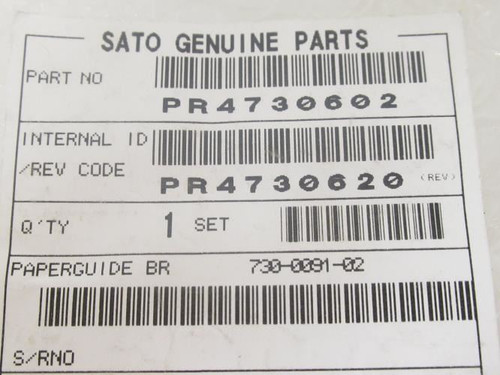 SATO GENUINE PARTS
PART NO
PR4730602
INTERNAL ID
/REV CODE
PR4730620 (REV)
Q'TY 1 SET
PAPERGUIDE BR 730-0091-02
S/RNO